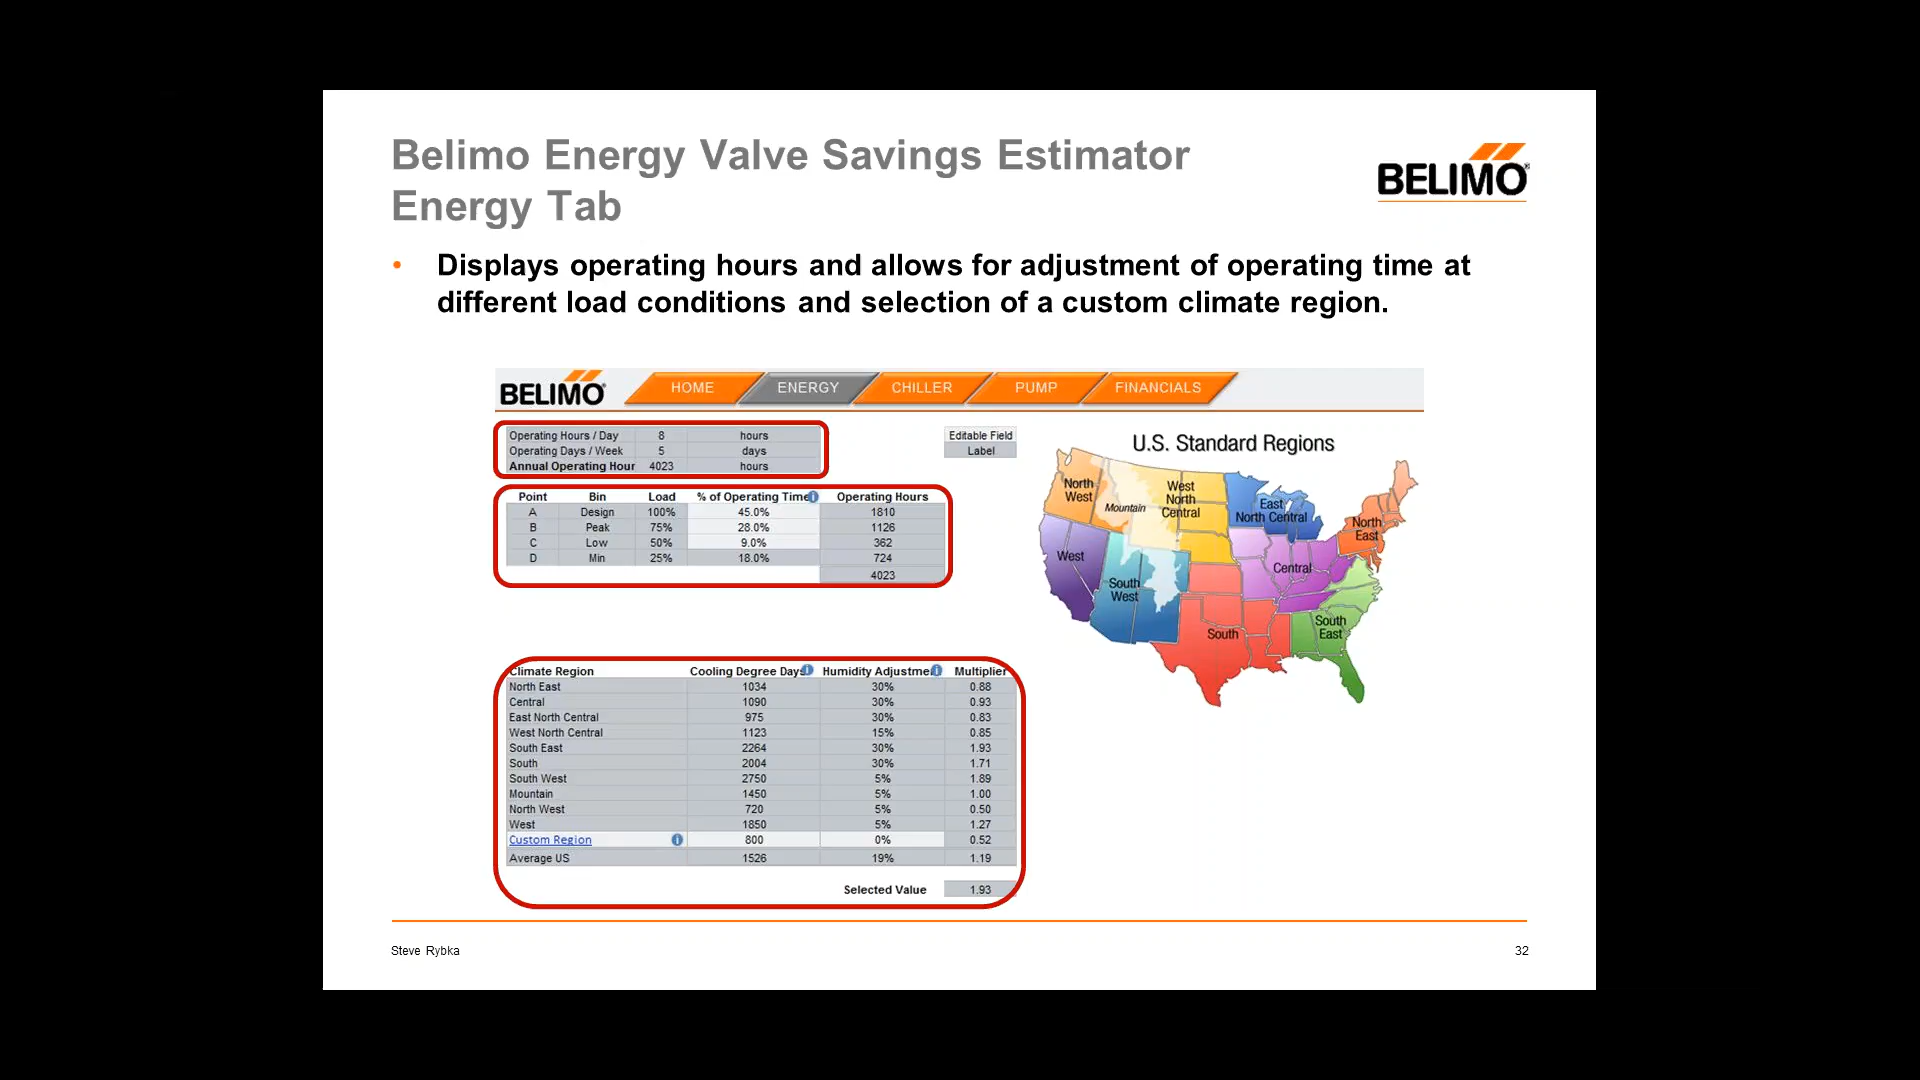 Belimo Energy Valve Savings Estimator
Energy Tab
BELIMO®
• Displays operating hours and allows for adjustment of operating time at
different load conditions and selection of a custom climate region.
BELIMO® HOME ENERGY CHILLER PUMP FINANCIALS
Operating Hours / Day 8 hours
Operating Days / Week 5 days
Annual Operating Hour 4023 hours
Editable Field
Label
Point Bin Load % of Operating Time Operating Hours
A Design 100% 45.0% 1810
B Peak 75% 28.0% 1126
C Low 50% 9.0% 362
D Min 25% 18.0% 724
4023
U.S. Standard Regions
North
West
Mountain
West
North
Central
East
North Central
North
East
West
South
West
Central
South
South
East
Climate Region Cooling Degree Days Humidity Adjustme Multiplier
North East 1034 30% 0.88
Central 1090 30% 0.93
East North Central 975 30% 0.83
West North Central 1123 15% 0.85
South East 2264 30% 1.93
South 2004 30% 1.71
South West 2750 5% 1.89
Mountain 1450 5% 1.00
North West 720 5% 0.50
West 1850 5% 1.27
Custom Region 800 0% 0.52
Average US 1526 19% 1.19
Selected Value 1.93
Steve Rybka
32